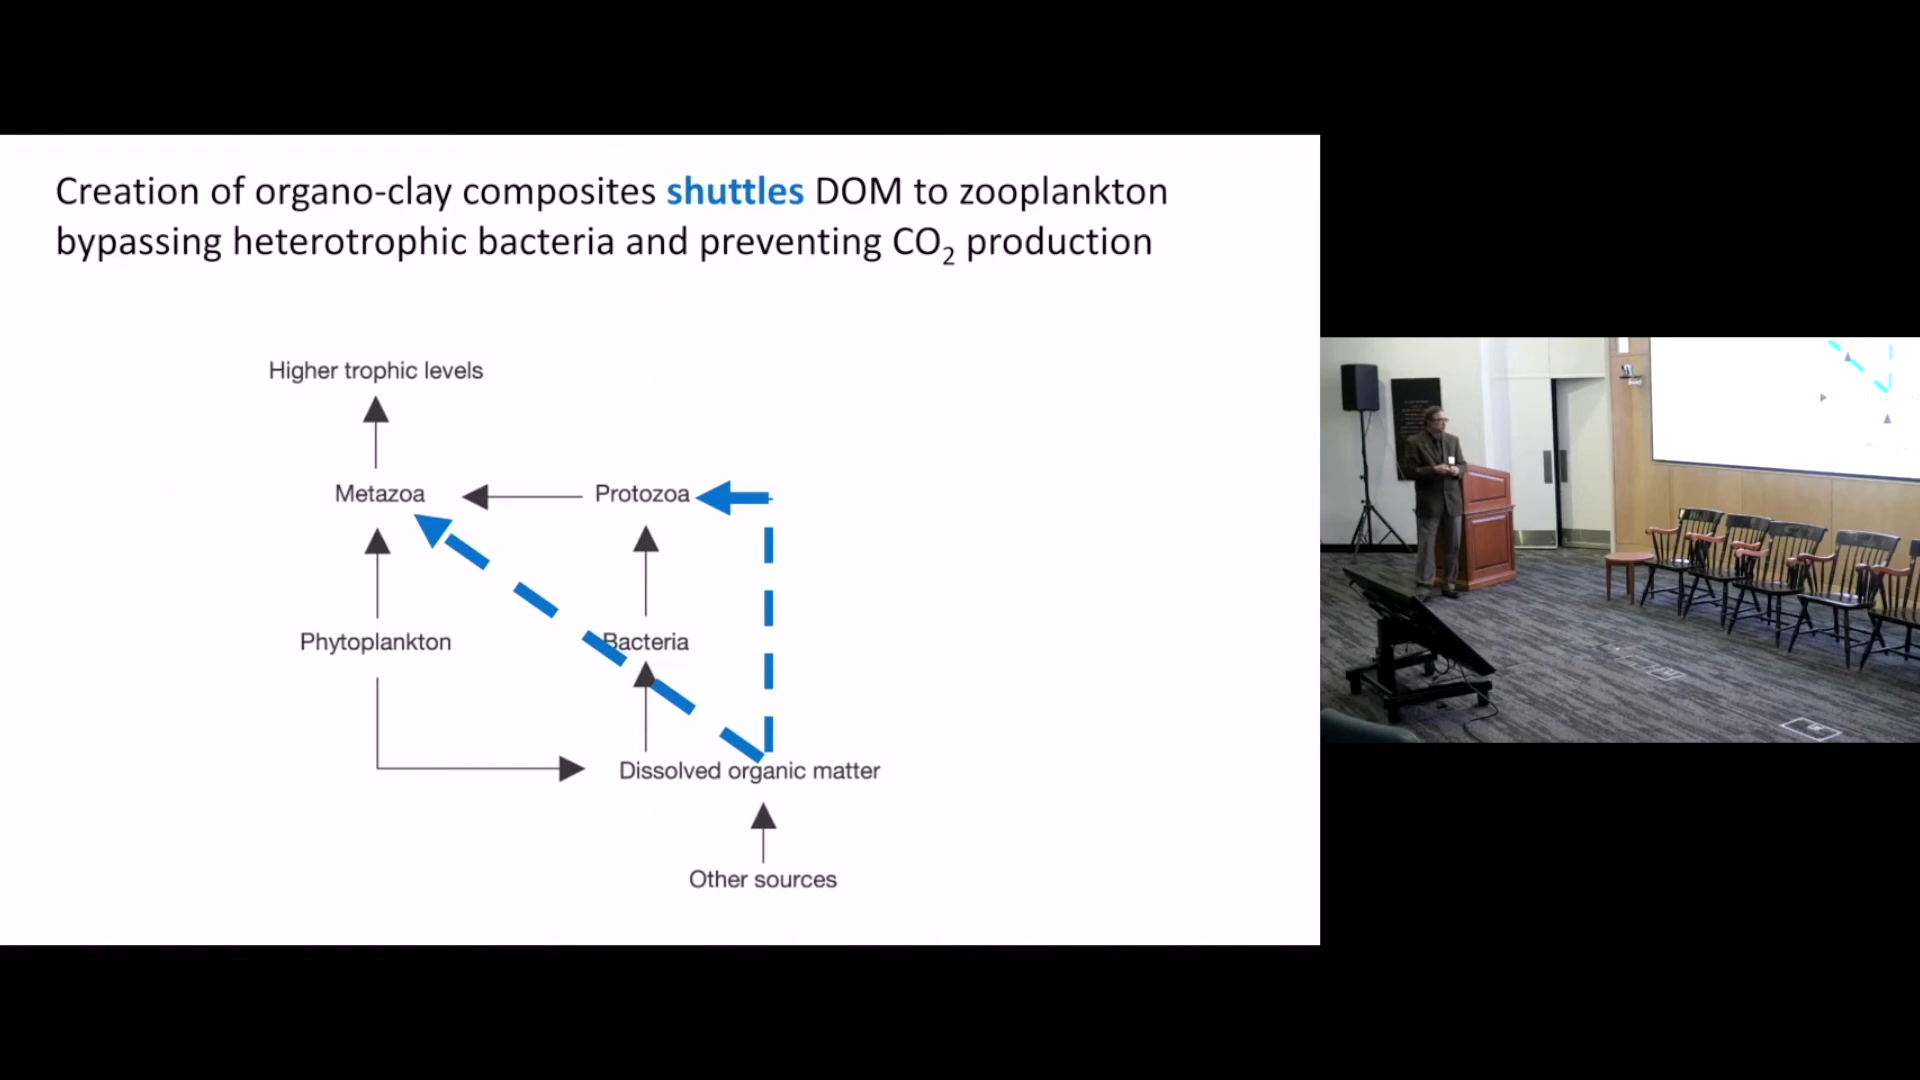 Creation of organo-clay composites shuttles DOM to zooplankton
bypassing heterotrophic bacteria and preventing CO₂ production
Higher trophic levels
Metazoa
Protozoa
Phytoplankton
Bacteria
Dissolved organic matter
Other sources